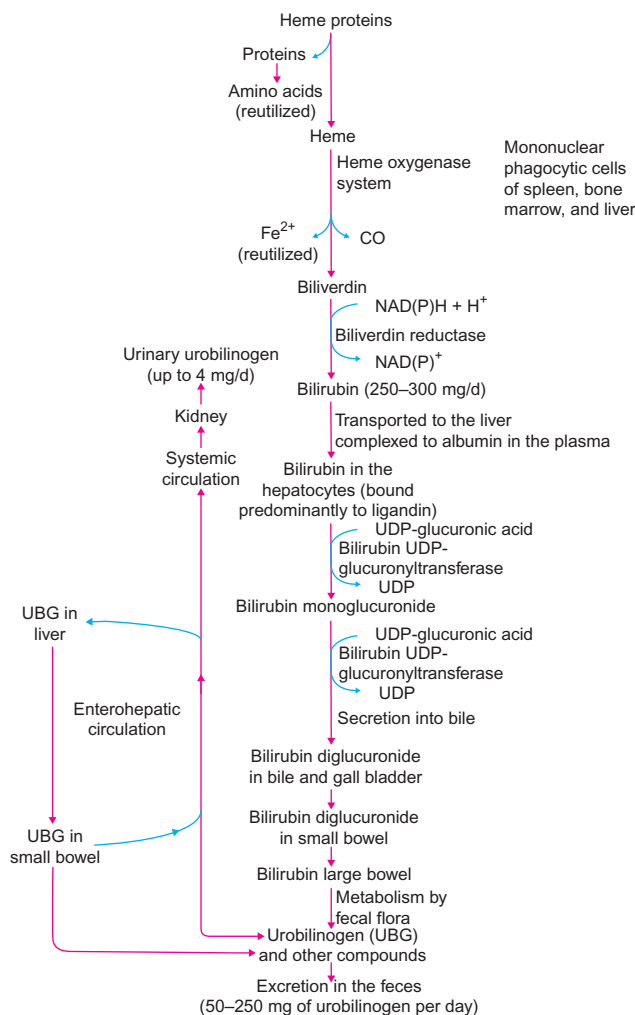 Heme proteins
Proteins
Amino acids
(reutilized)
Heme
Heme oxygenase
system
Mononuclear
phagocytic cells
of spleen, bone
marrow, and liver
Fe²⁺
(reutilized)
CO
Biliverdin
NAD(P)H + H⁺
Biliverdin reductase
NAD(P)⁺
Urinary urobilinogen
(up to 4 mg/d)
Bilirubin (250–300 mg/d)
Kidney
Transported to the liver
complexed to albumin in the plasma
Systemic
circulation
Bilirubin in the
hepatocytes (bound
predominantly to ligandin)
UDP-glucuronic acid
Bilirubin UDP-
glucuronyltransferase
UDP
Bilirubin monoglucuronide
UBG in
liver
UDP-glucuronic acid
Bilirubin UDP-
glucuronyltransferase
UDP
Secretion into bile
Enterohepatic
circulation
Bilirubin diglucuronide
in bile and gall bladder
Bilirubin diglucuronide
in small bowel
UBG in
small bowel
Bilirubin large bowel
Metabolism by
fecal flora
Urobilinogen (UBG)
and other compounds
Excretion in the feces
(50–250 mg of urobilinogen per day)